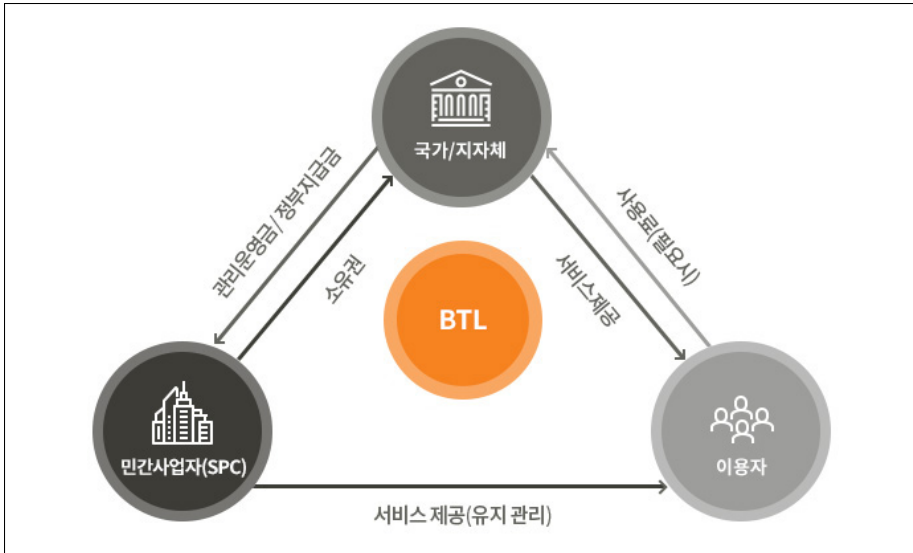 국가/지자체
관리운영금/정부지급금
소유권
사용료(필요시)
서비스제공
BTL
민간사업자(SPC)
이용자
서비스 제공(유지 관리)